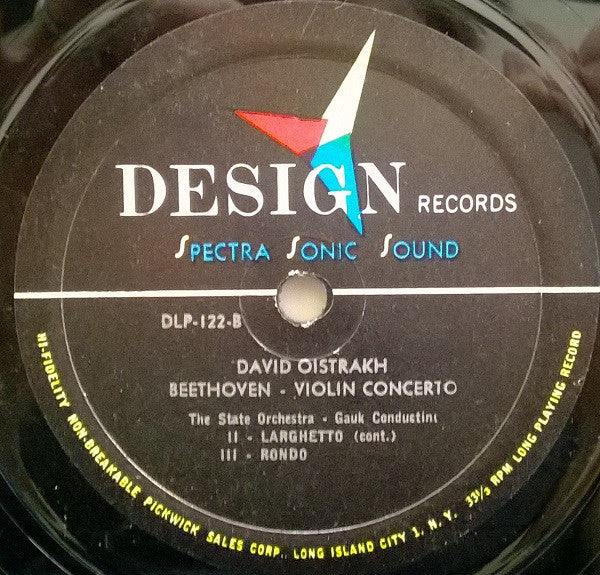 DESIGN RECORDS
SPECTRA SONIC SOUND
DLP-122-B
DAVID OISTRAKH
BEETHOVEN - VIOLIN CONCERTO
The State Orchestra - Gauk Conducting
II - LARGHETTO (cont.)
III - RONDO
HI-FIDELITY NON-BREAKABLE PICKWICK SALES CORP., LONG ISLAND CITY 1, N. Y. 33⅓ RPM LONG PLAYING RECORD